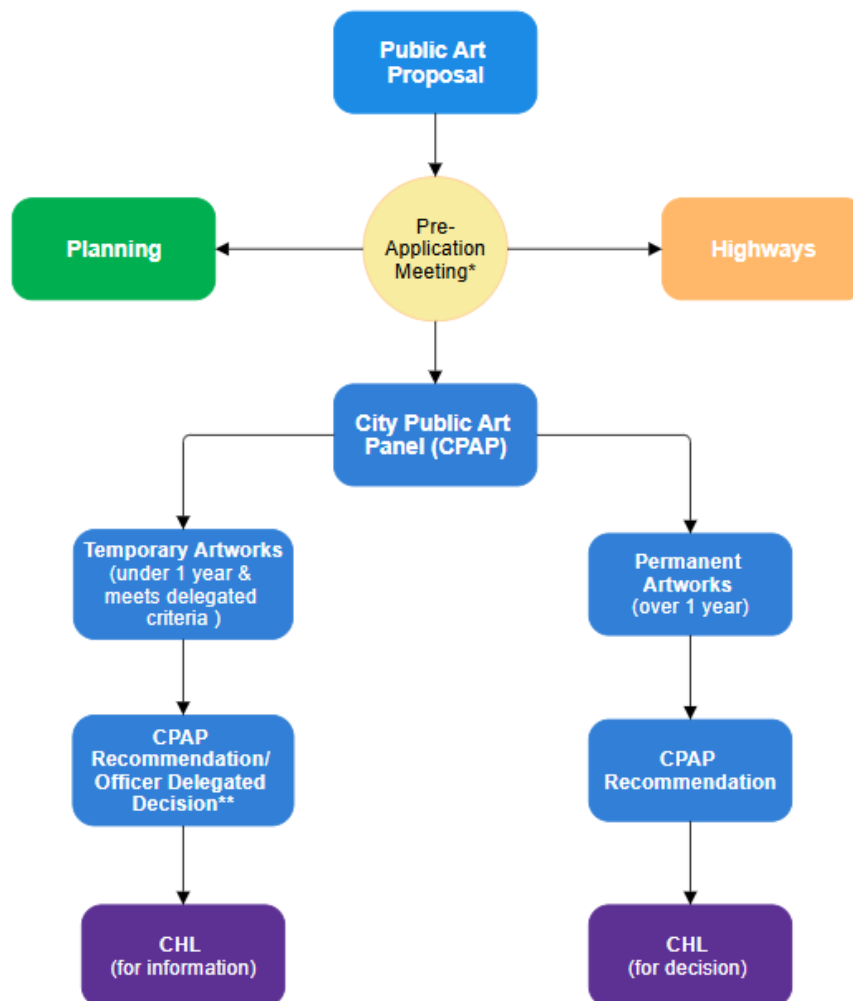 Public Art
Proposal
Planning
Pre-
Application
Meeting*
Highways
City Public Art
Panel (CPAP)
Temporary Artworks
(under 1 year &
meets delegated
criteria )
Permanent
Artworks
(over 1 year)
CPAP
Recommendation/
Officer Delegated
Decision**
CPAP
Recommendation
CHL
(for information)
CHL
(for decision)